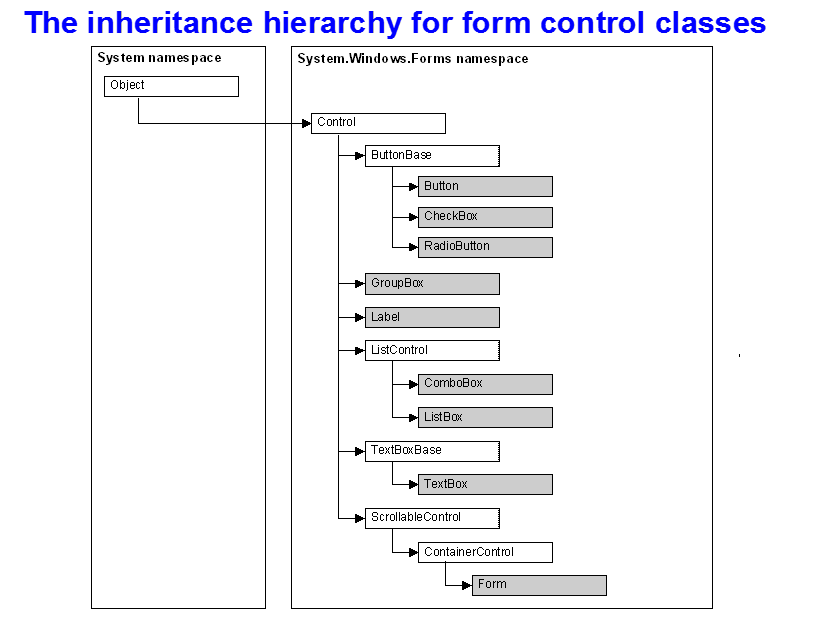 The inheritance hierarchy for form control classes
System namespace
System.Windows.Forms namespace
Object
Control
ButtonBase
Button
CheckBox
RadioButton
GroupBox
Label
ListControl
ComboBox
ListBox
TextBoxBase
TextBox
ScrollableControl
ContainerControl
Form